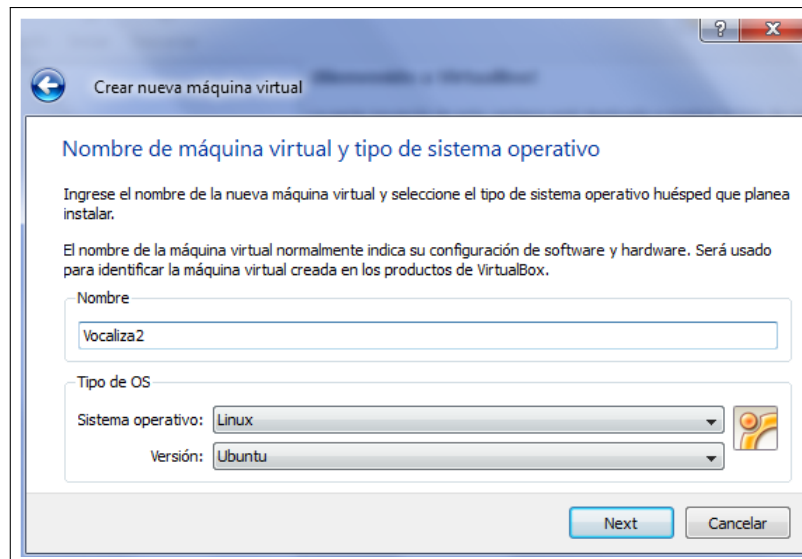 ?
X
Crear nueva máquina virtual
Nombre de máquina virtual y tipo de sistema operativo
Ingrese el nombre de la nueva máquina virtual y seleccione el tipo de sistema operativo huésped que planea
instalar.
El nombre de la máquina virtual normalmente indica su configuración de software y hardware. Será usado
para identificar la máquina virtual creada en los productos de VirtualBox.
Nombre
Vocaliza2
Tipo de OS
Sistema operativo: Linux
Versión: Ubuntu
Next Cancelar